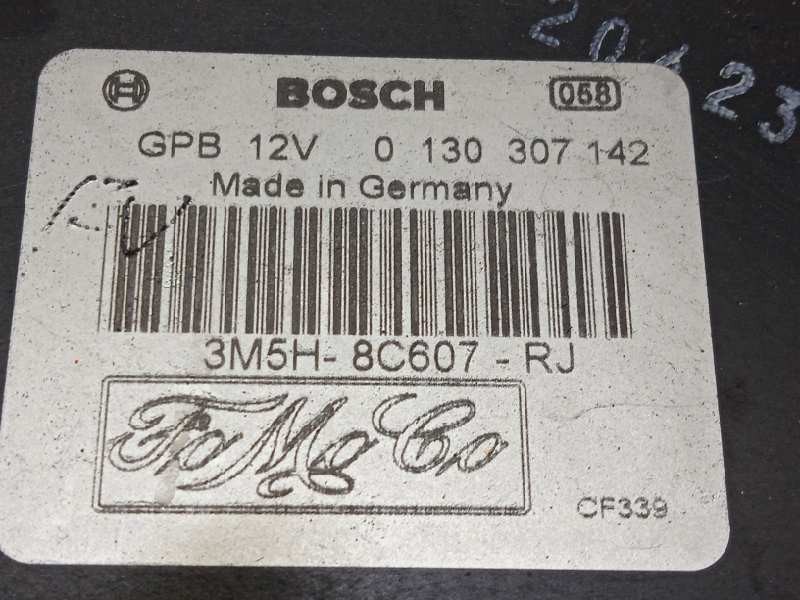 BOSCH 058
GPB 12V 0 130 307 142
Made in Germany
3M5H-8C607-RJ
FoMoCo
CF339